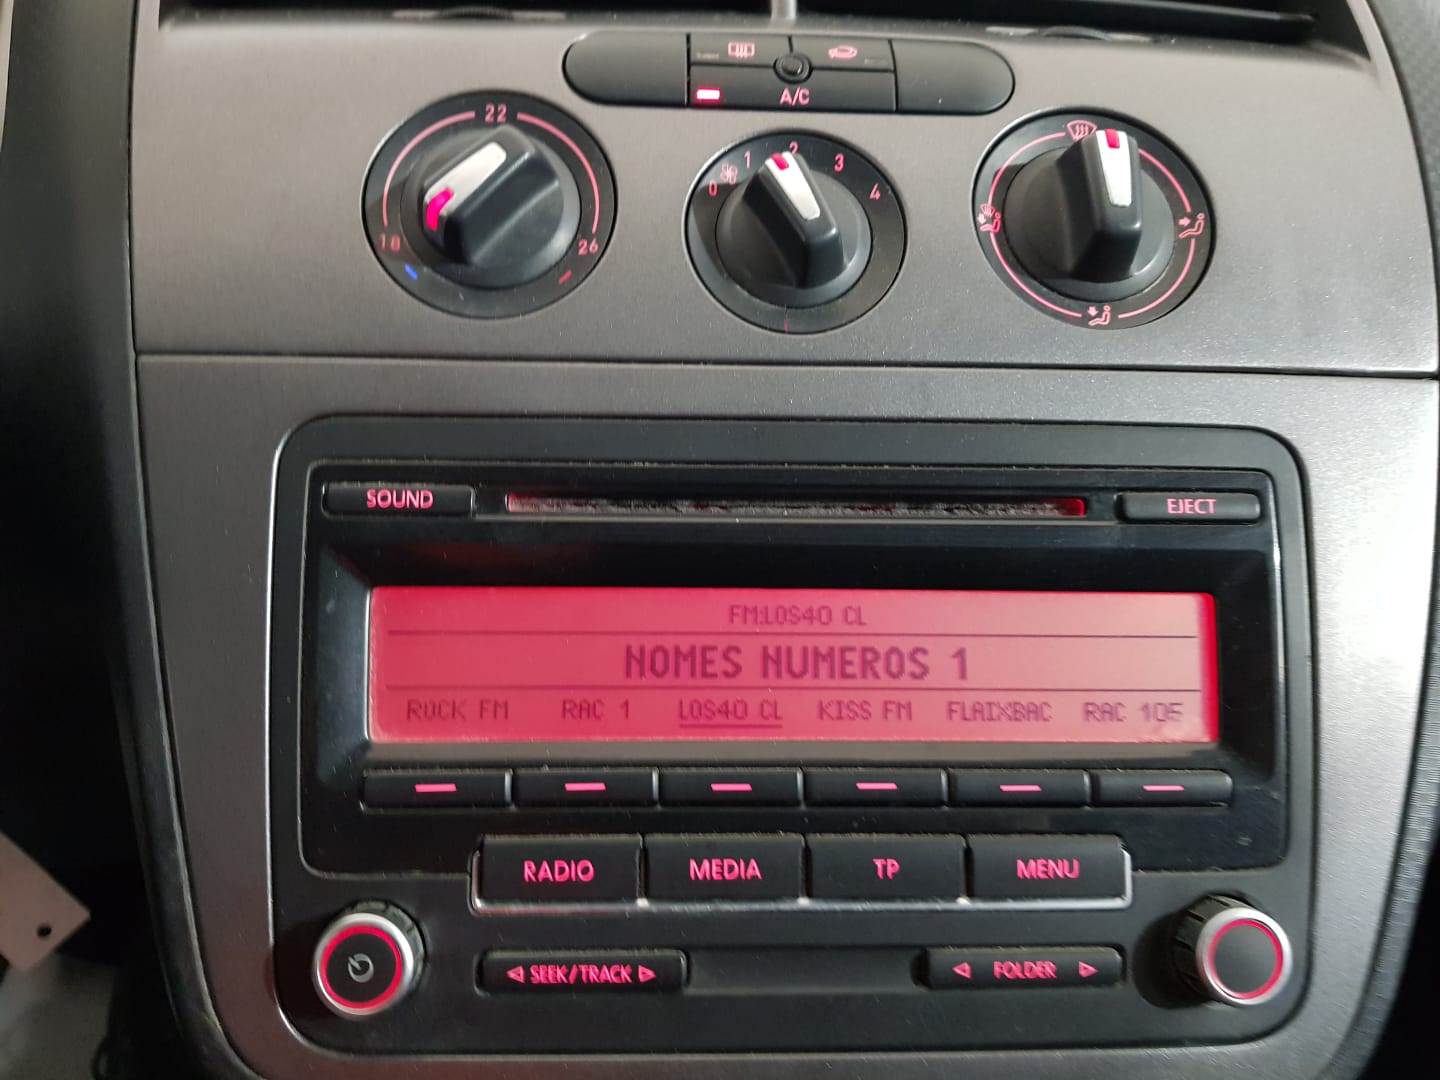 A/C
22
18
26
0
1
2
3
4
SOUND
EJECT
FM:LOS40 CL
NOMES NUMEROS 1
ROCK FM RAC 1 LOS40 CL KISS FM FLAIXBAC RAC 105
RADIO MEDIA TP MENU
SEEK/TRACK
FOLDER